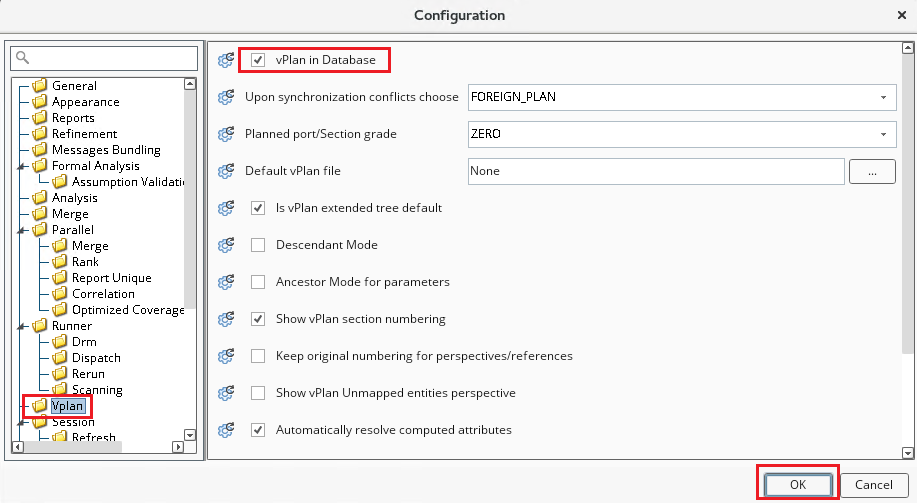 Configuration
General
Appearance
Reports
Refinement
Messages Bundling
Formal Analysis
Assumption Validatio
Analysis
Merge
Parallel
Merge
Rank
Report Unique
Correlation
Optimized Coverage
Runner
Drm
Dispatch
Rerun
Scanning
Vplan
Session
Refresh
vPlan in Database
Upon synchronization conflicts choose FOREIGN_PLAN
Planned port/Section grade ZERO
Default vPlan file None ...
Is vPlan extended tree default
Descendant Mode
Ancestor Mode for parameters
Show vPlan section numbering
Keep original numbering for perspectives/references
Show vPlan Unmapped entities perspective
Automatically resolve computed attributes
OK Cancel